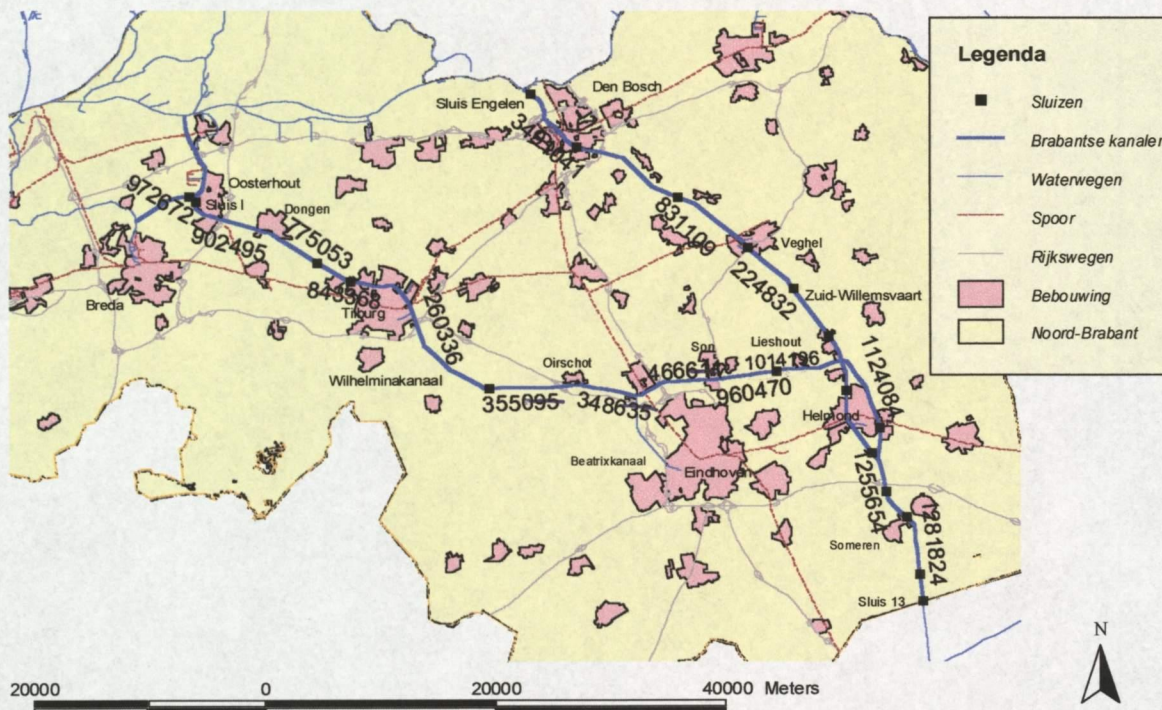 Legenda
Sluizen
Brabantse kanalen
Waterwegen
Spoor
Rijkswegen
Bebouwing
Noord-Brabant
Den Bosch
Sluis Engelen
Oosterhout
Sluis I
Dongen
972672
902495
775053
831109
Veghel
224832
Zuid-Willemsvaart
Breda
Tilburg
260336
Lieshout
Son
1014196
1124084
Oirschot
Wilhelminakanaal
355095
348635
960470
Helmond
Beatrixkanaal
Eindhoven
1255654
1281824
Someren
Sluis 13
N
20000 0 20000 40000 Meters